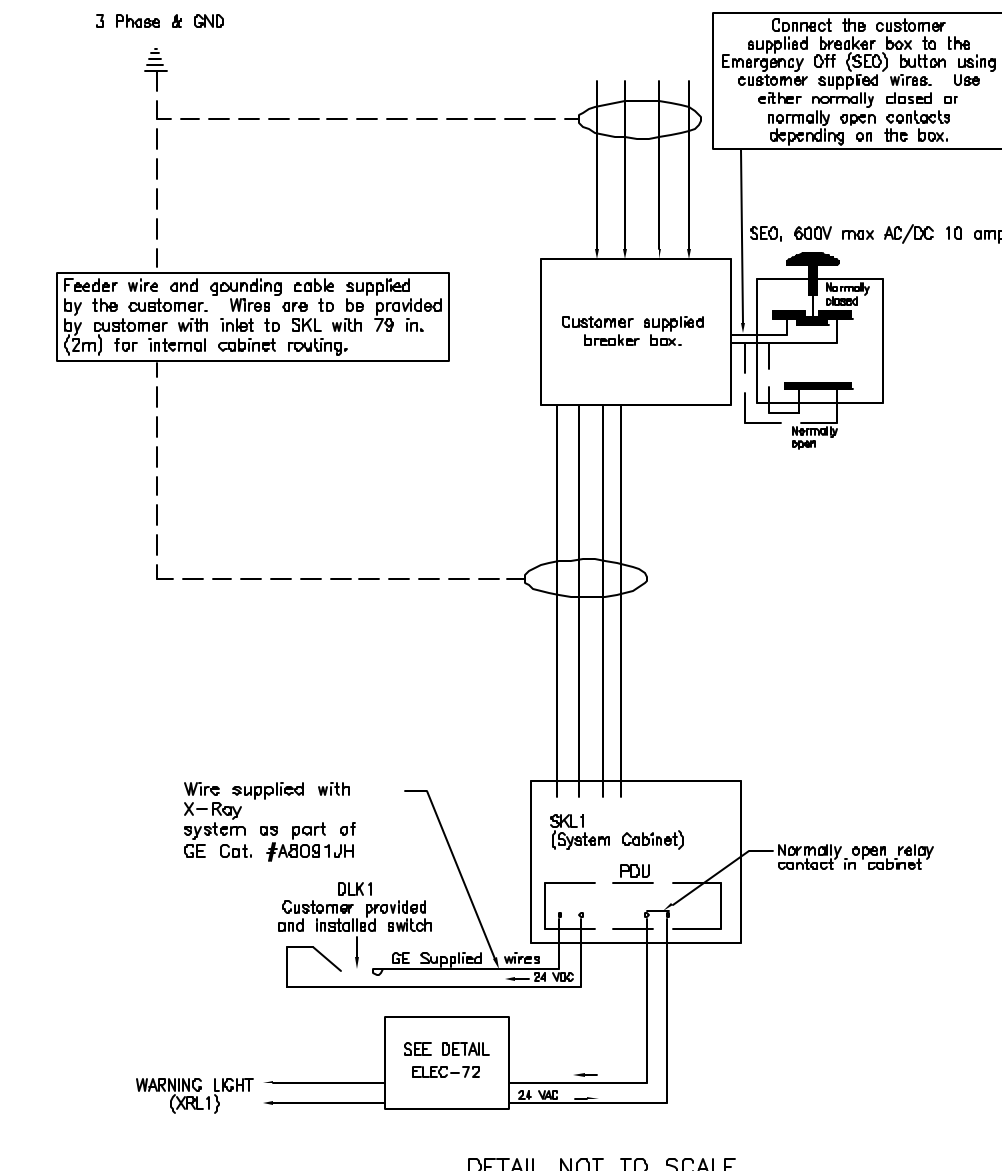 3 Phase & GND
Connect the customer
supplied breaker box to the
Emergency Off (SEO) button using
customer supplied wires. Use
either normally closed or
normally open contacts
depending on the box.
SEO, 600V max AC/DC 10 amp
Normally
closed
Feeder wire and gounding cable supplied
by the customer. Wires are to be provided
by customer with inlet to SKL with 79 in.
(2m) for internal cabinet routing.
Customer supplied
breaker box.
Normally
open
Wire supplied with
X-Ray
system as part of
GE Cat. #A8091JH
SKL1
(System Cabinet)
PDU
Normally open relay
contact in cabinet
DLK1
Customer provided
and installed switch
GE Supplied wires
24 VDC
SEE DETAIL
ELEC-72
WARNING LIGHT
(XRL1)
24 VAC
DETAIL NOT TO SCALE